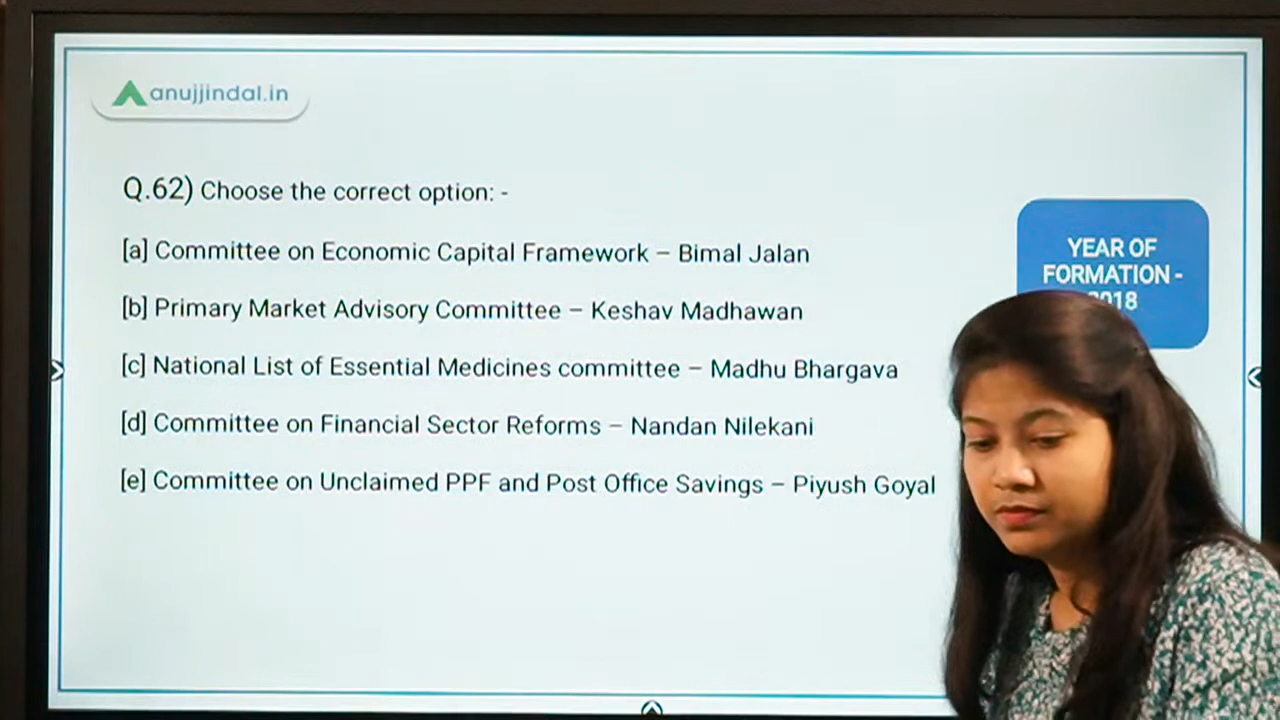 anujjindal.in
Q.62) Choose the correct option: -
[a] Committee on Economic Capital Framework – Bimal Jalan
[b] Primary Market Advisory Committee – Keshav Madhawan
[c] National List of Essential Medicines committee – Madhu Bhargava
[d] Committee on Financial Sector Reforms – Nandan Nilekani
[e] Committee on Unclaimed PPF and Post Office Savings – Piyush Goyal
YEAR OF
FORMATION -
2018